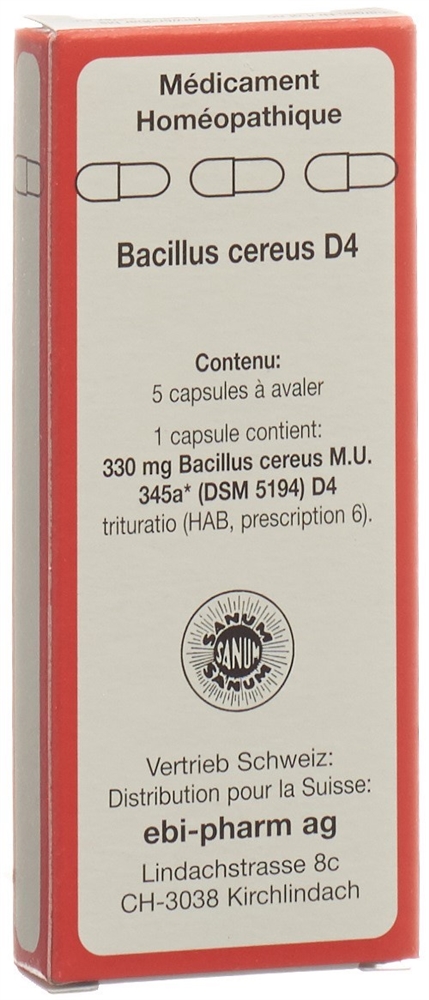 Médicament
Homéopathique
Bacillus cereus D4
Contenu:
5 capsules à avaler
1 capsule contient:
330 mg Bacillus cereus M.U.
345a* (DSM 5194) D4
trituratio (HAB, prescription 6).
SANUM
SANUM
SANUM
Vertrieb Schweiz:
Distribution pour la Suisse:
ebi-pharm ag
Lindachstrasse 8c
CH-3038 Kirchlindach